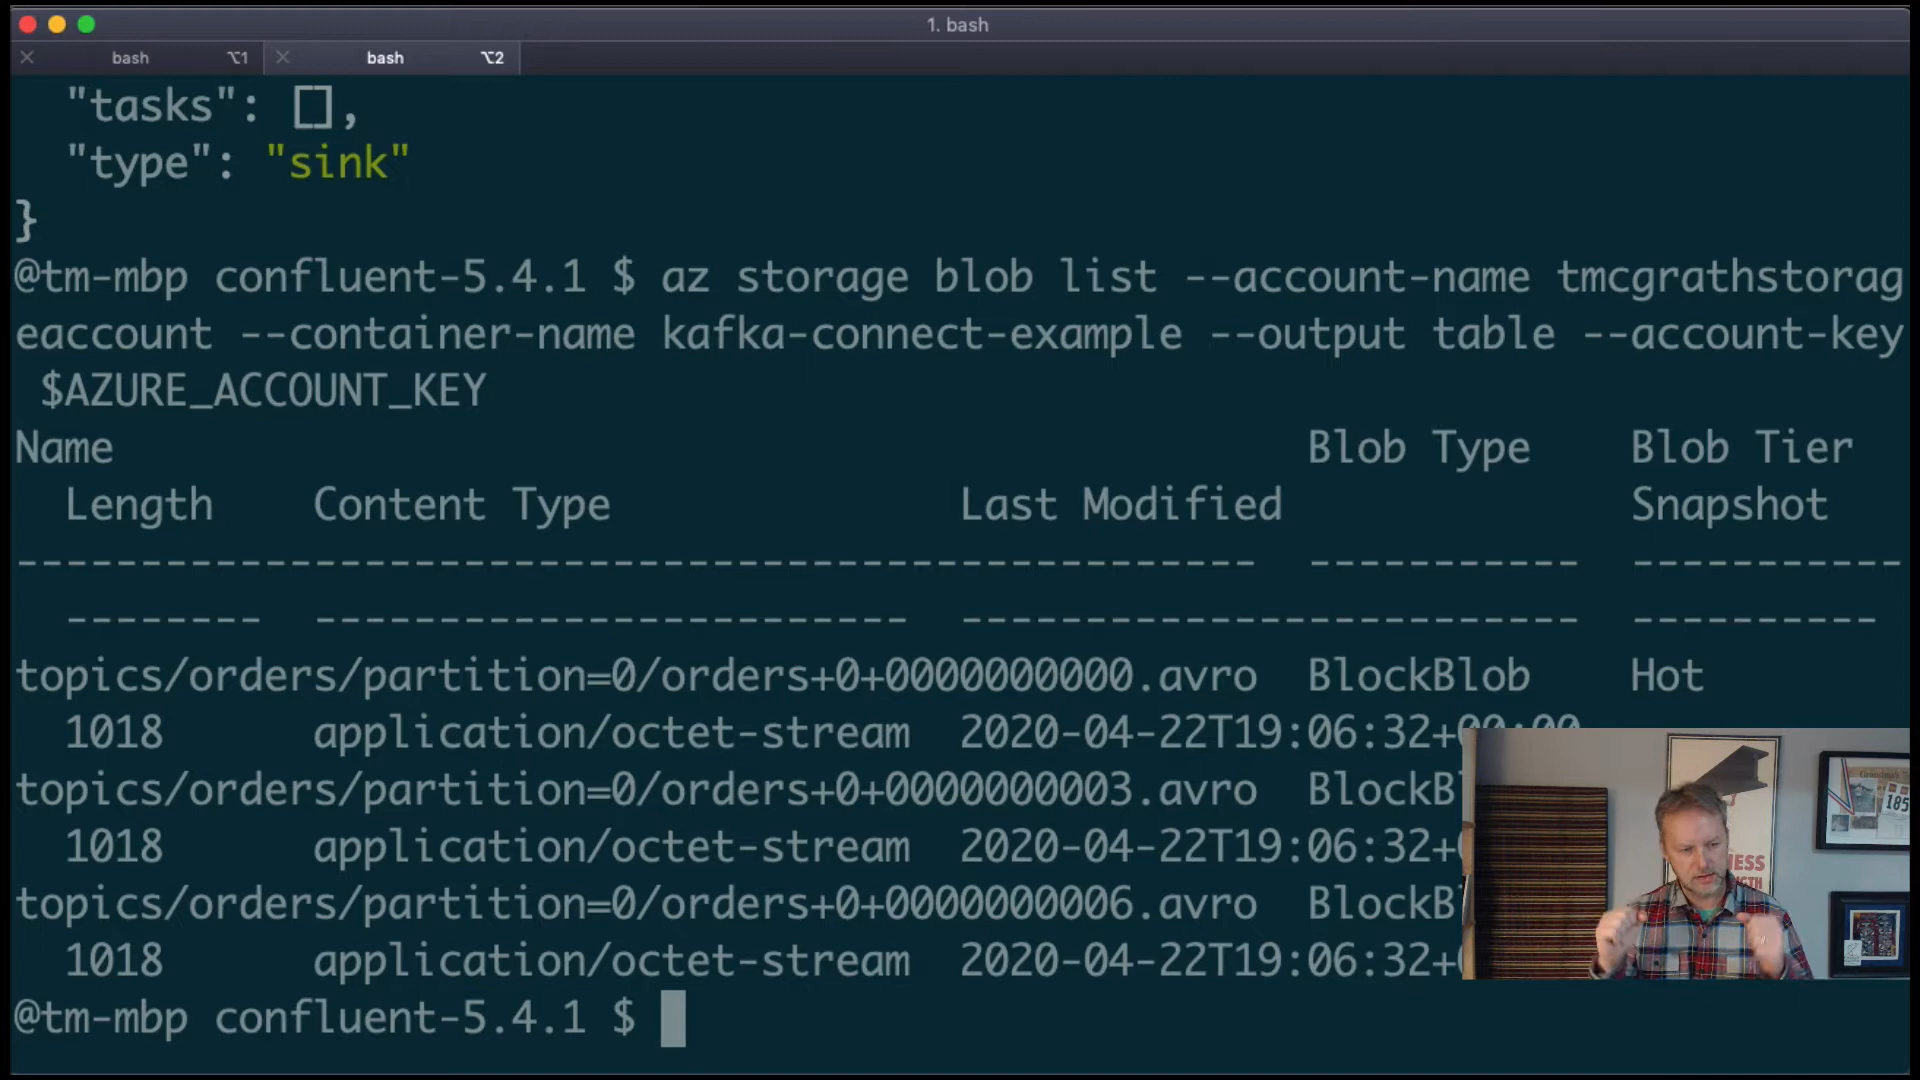 1. bash
bash ⌥1 bash ⌥2
"tasks": [],
"type": "sink"
}
@tm-mbp confluent-5.4.1 $ az storage blob list --account-name tmcgrathstorag
eaccount --container-name kafka-connect-example --output table --account-key
$AZURE_ACCOUNT_KEY
Name Blob Type Blob Tier
Length Content Type Last Modified Snapshot
------------------------------------------------- ----------- -----------
-------- ------------------------ ------------------------- ----------
topics/orders/partition=0/orders+0+0000000000.avro BlockBlob Hot
1018 application/octet-stream 2020-04-22T19:06:32+00:00
topics/orders/partition=0/orders+0+0000000003.avro BlockBl
1018 application/octet-stream 2020-04-22T19:06:32+
topics/orders/partition=0/orders+0+0000000006.avro BlockBl
1018 application/octet-stream 2020-04-22T19:06:32+
@tm-mbp confluent-5.4.1 $
185